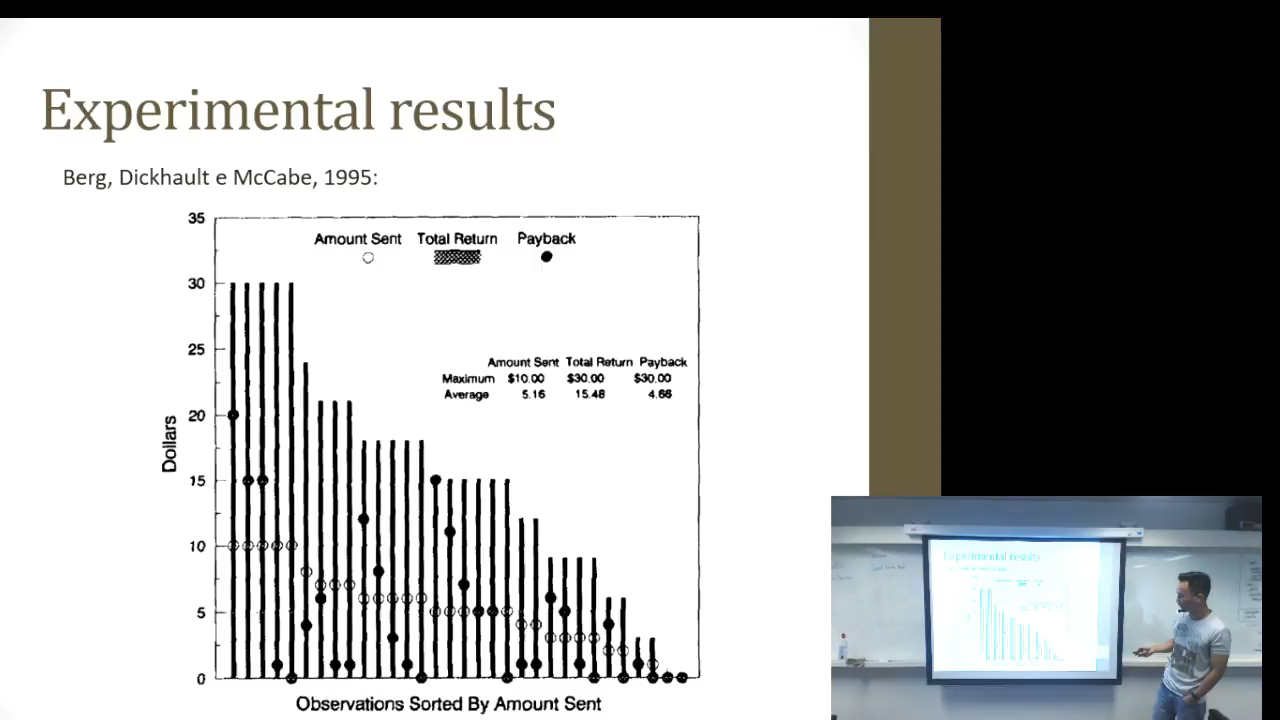 Experimental results
Berg, Dickhault e McCabe, 1995:
35
Amount Sent Total Return Payback
30
25
Amount Sent Total Return Payback
Maximum $10.00 $30.00 $30.00
Average 5.16 15.48 4.66
20
Dollars
15
10
5
0
Observations Sorted By Amount Sent
Experimental results